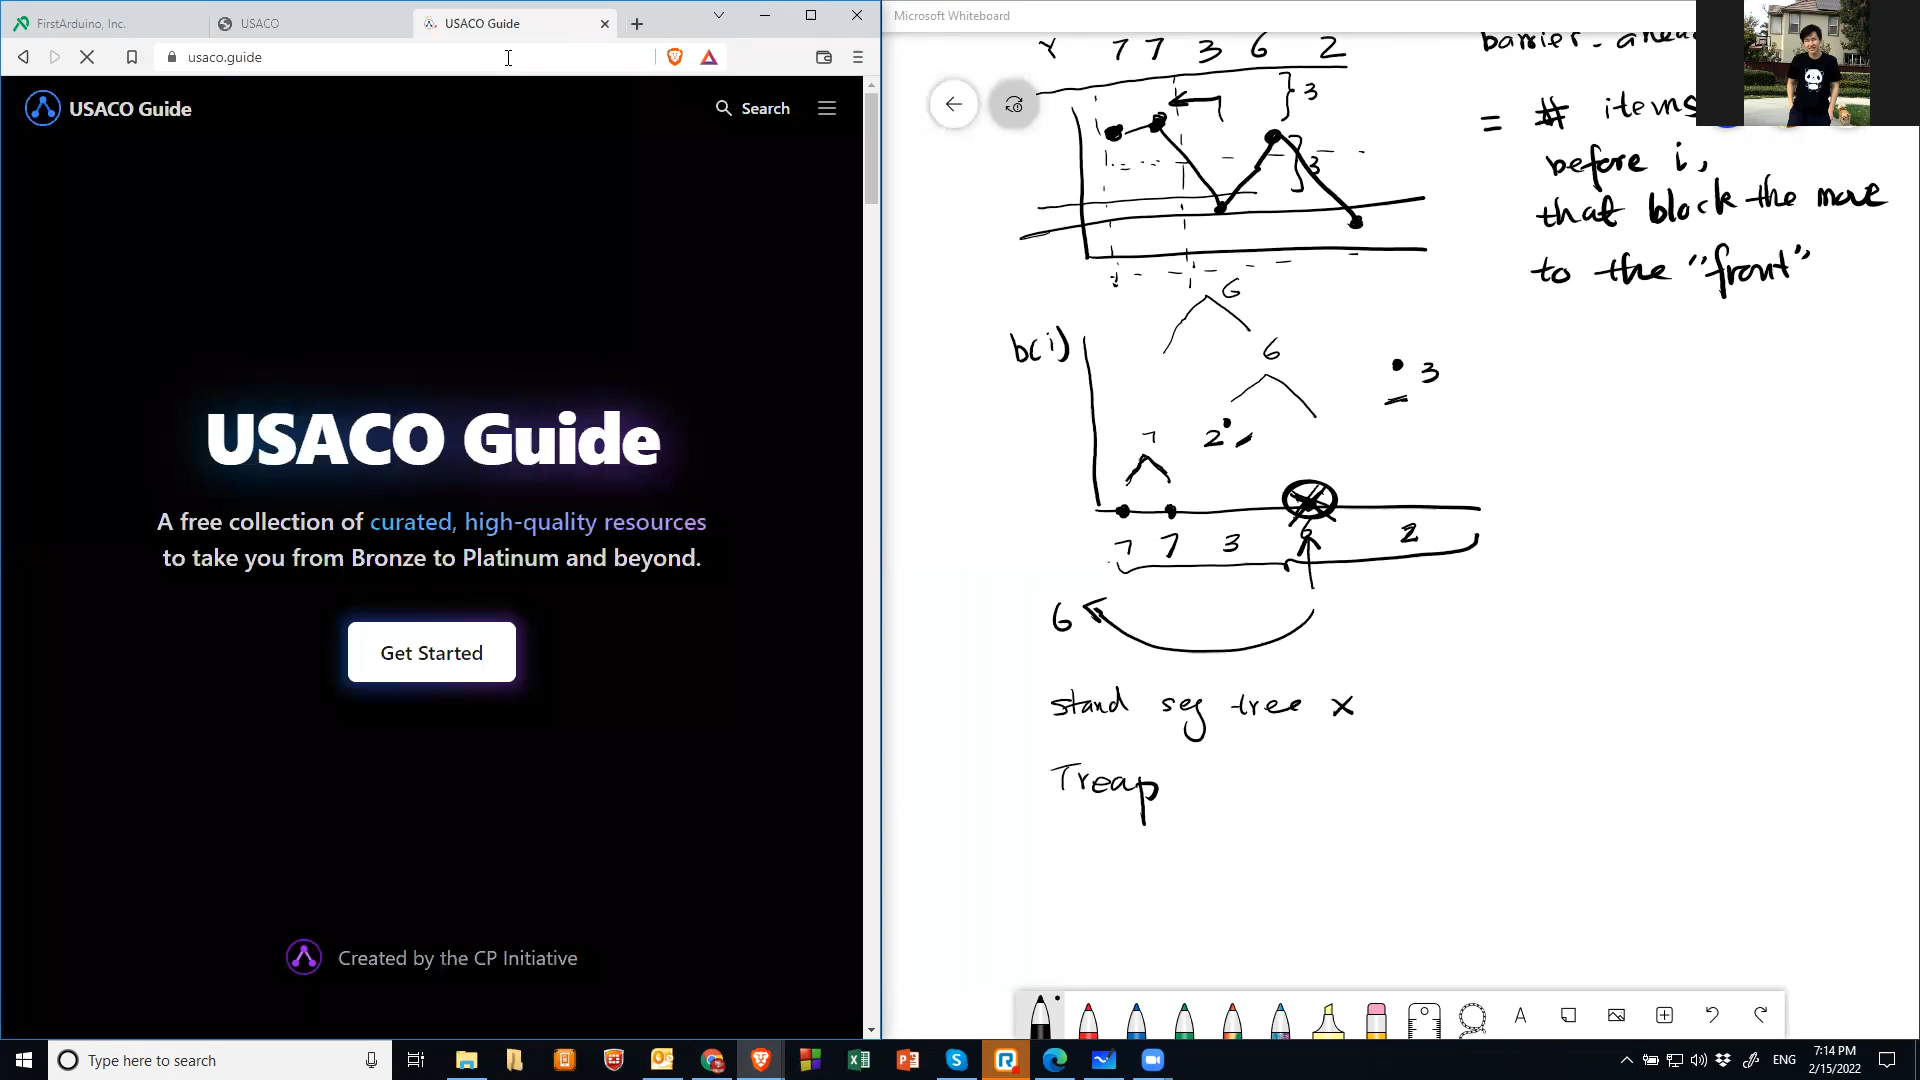 FirstArduino, Inc.
USACO
USACO Guide
usaco.guide
USACO Guide
Search
USACO Guide
A free collection of curated, high-quality resources
to take you from Bronze to Platinum and beyond.
Get Started
Created by the CP Initiative
Microsoft Whiteboard
Y 7 7 3 6 2
3
3
= # items
before i,
that block the move
to the "front"
6
b(i)
6
3
7 2
7 7 3 6 2
6
stand seg tree x
Treap
A
Type here to search
ENG
7:14 PM
2/15/2022